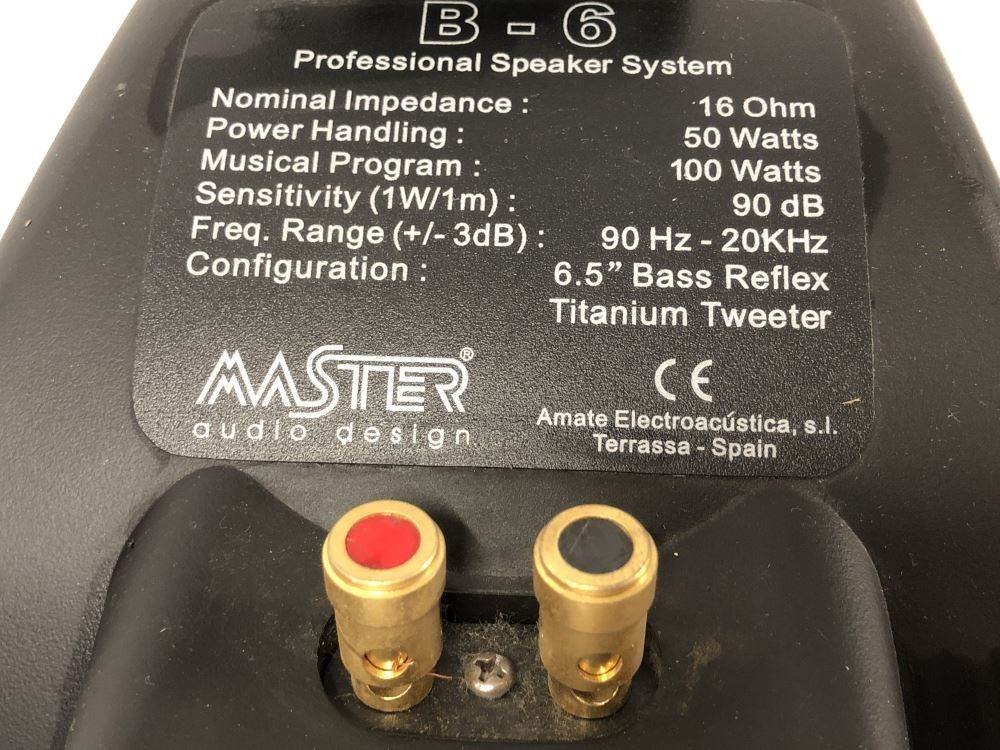 B - 6
Professional Speaker System
Nominal Impedance : 16 Ohm
Power Handling : 50 Watts
Musical Program : 100 Watts
Sensitivity (1W/1m) : 90 dB
Freq. Range (+/- 3dB) : 90 Hz - 20KHz
Configuration : 6.5” Bass Reflex
Titanium Tweeter
MASTER®
audio design
CE
Amate Electroacústica, s.l.
Terrassa - Spain